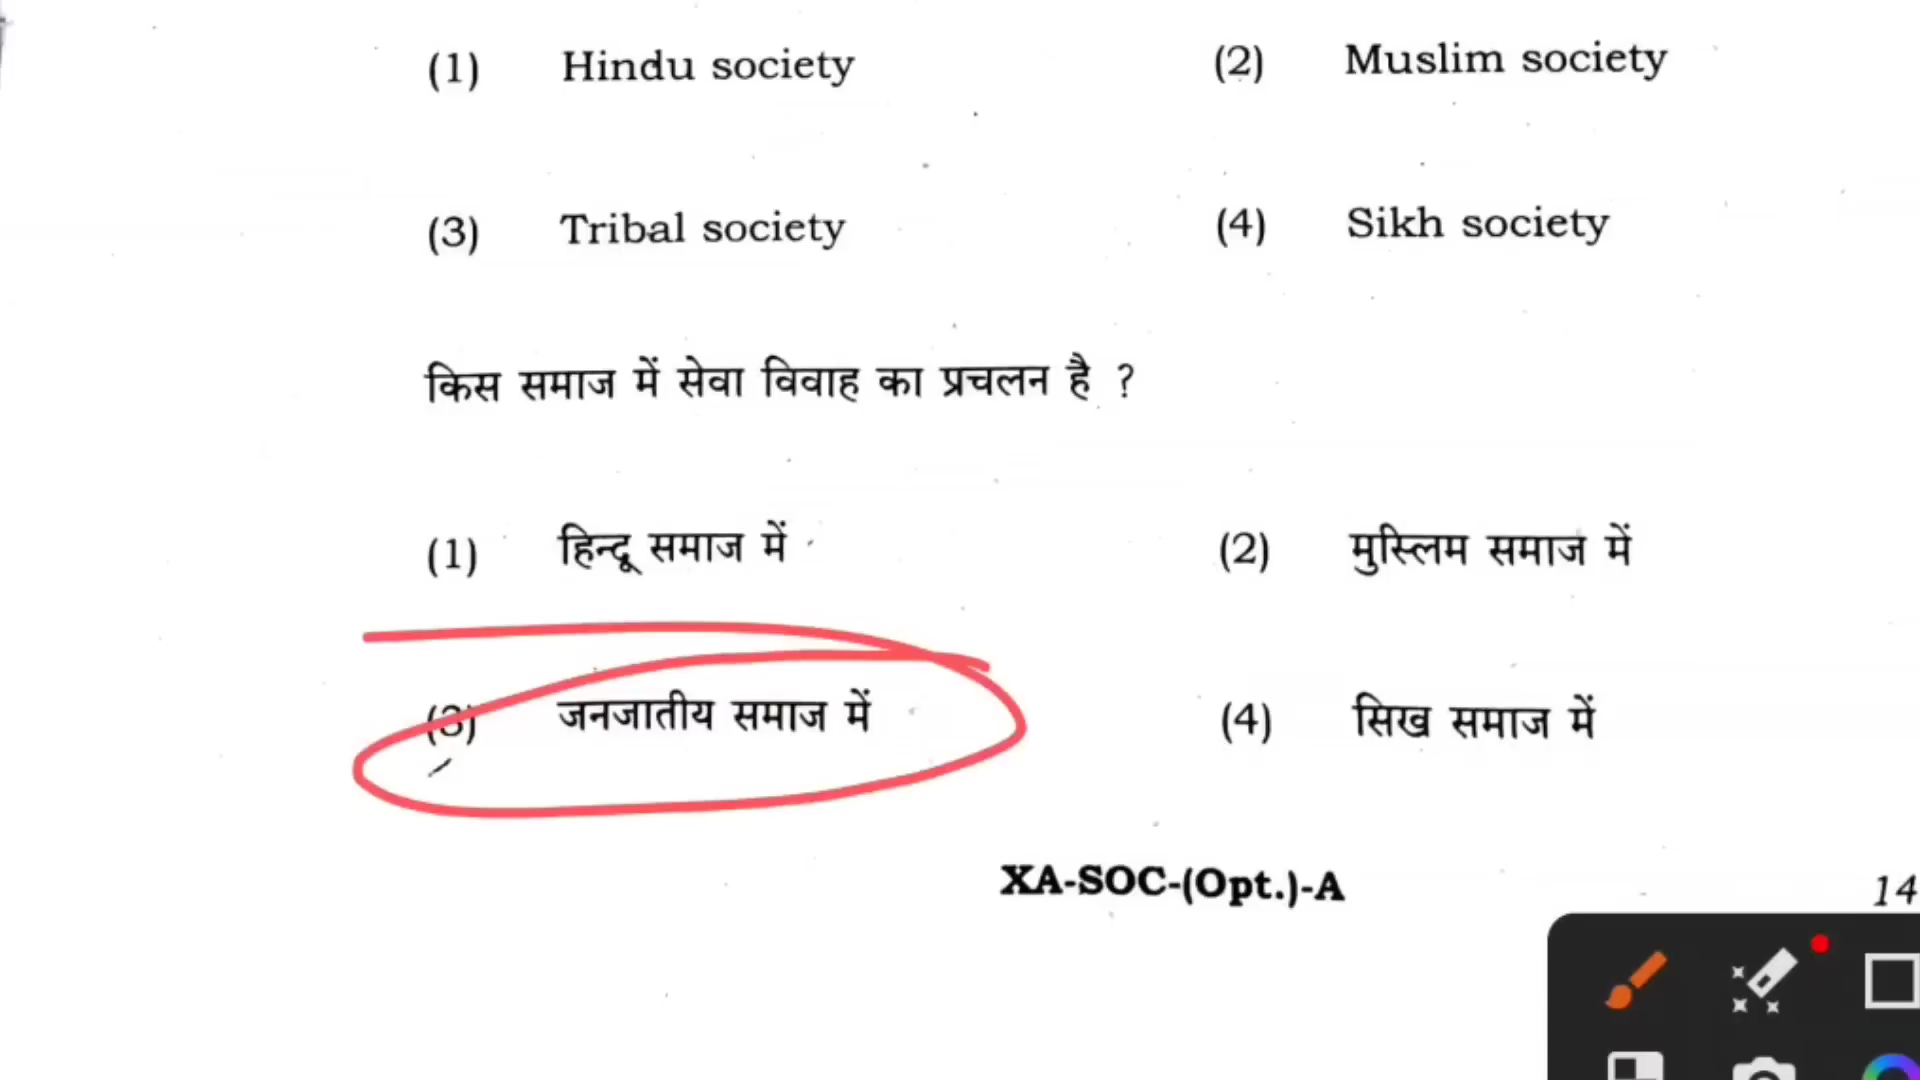 (1) Hindu society (2) Muslim society
(3) Tribal society (4) Sikh society
किस समाज में सेवा विवाह का प्रचलन है ?
(1) हिन्दू समाज में (2) मुस्लिम समाज में
(3) जनजातीय समाज में (4) सिख समाज में
XA-SOC-(Opt.)-A 14